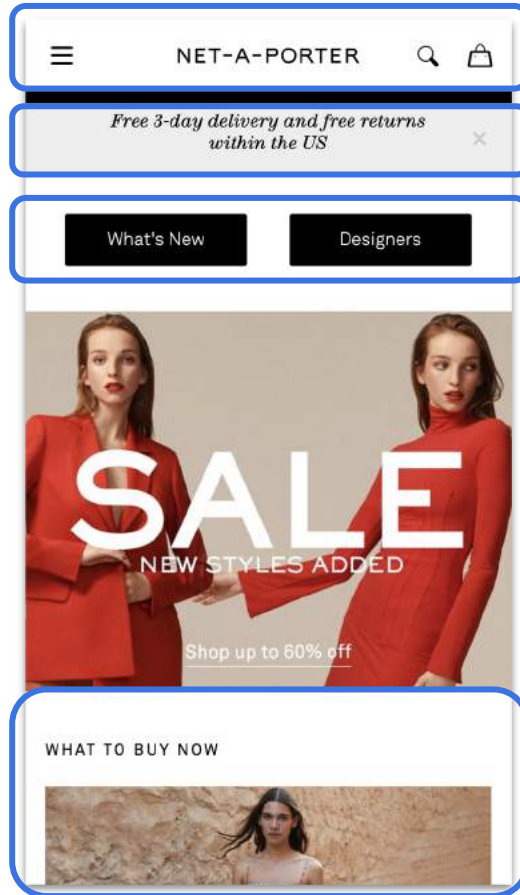 NET-A-PORTER
Free 3-day delivery and free returns
within the US
What's New
Designers
SALE
NEW STYLES ADDED
Shop up to 60% off
WHAT TO BUY NOW